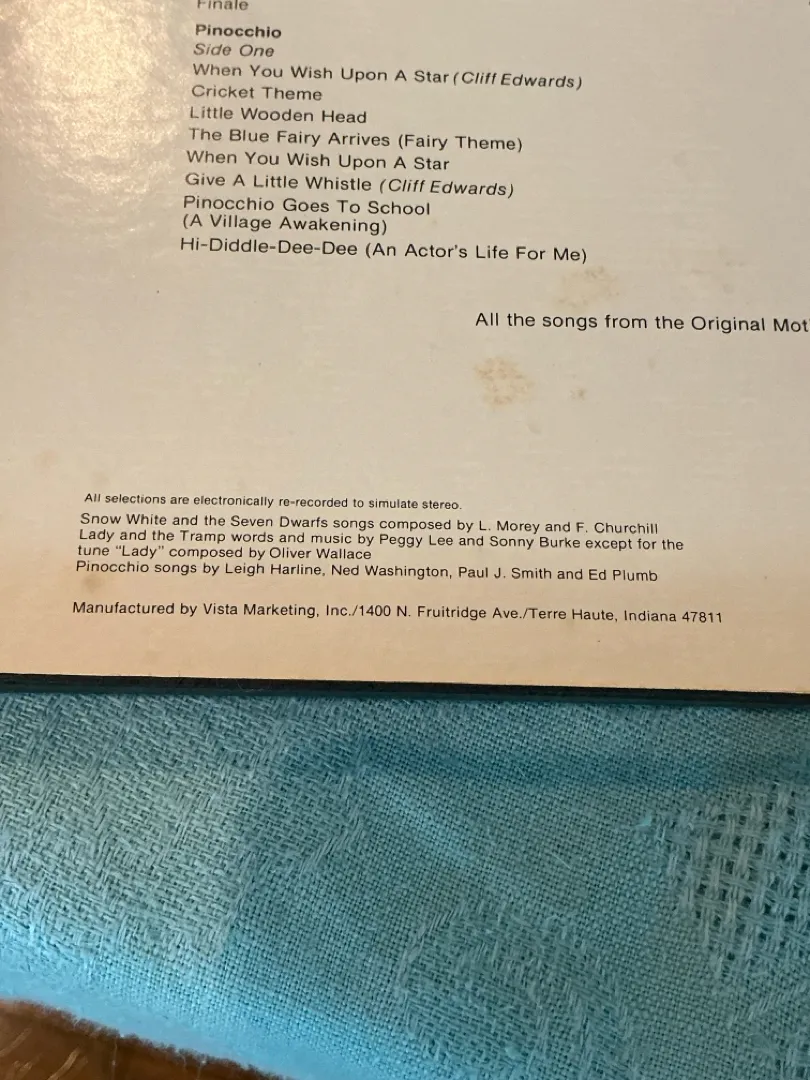 Finale
Pinocchio
Side One
When You Wish Upon A Star (Cliff Edwards)
Cricket Theme
Little Wooden Head
The Blue Fairy Arrives (Fairy Theme)
When You Wish Upon A Star
Give A Little Whistle (Cliff Edwards)
Pinocchio Goes To School
(A Village Awakening)
Hi-Diddle-Dee-Dee (An Actor's Life For Me)
All the songs from the Original Mot
All selections are electronically re-recorded to simulate stereo.
Snow White and the Seven Dwarfs songs composed by L. Morey and F. Churchill
Lady and the Tramp words and music by Peggy Lee and Sonny Burke except for the
tune "Lady" composed by Oliver Wallace
Pinocchio songs by Leigh Harline, Ned Washington, Paul J. Smith and Ed Plumb
Manufactured by Vista Marketing, Inc./1400 N. Fruitridge Ave./Terre Haute, Indiana 47811